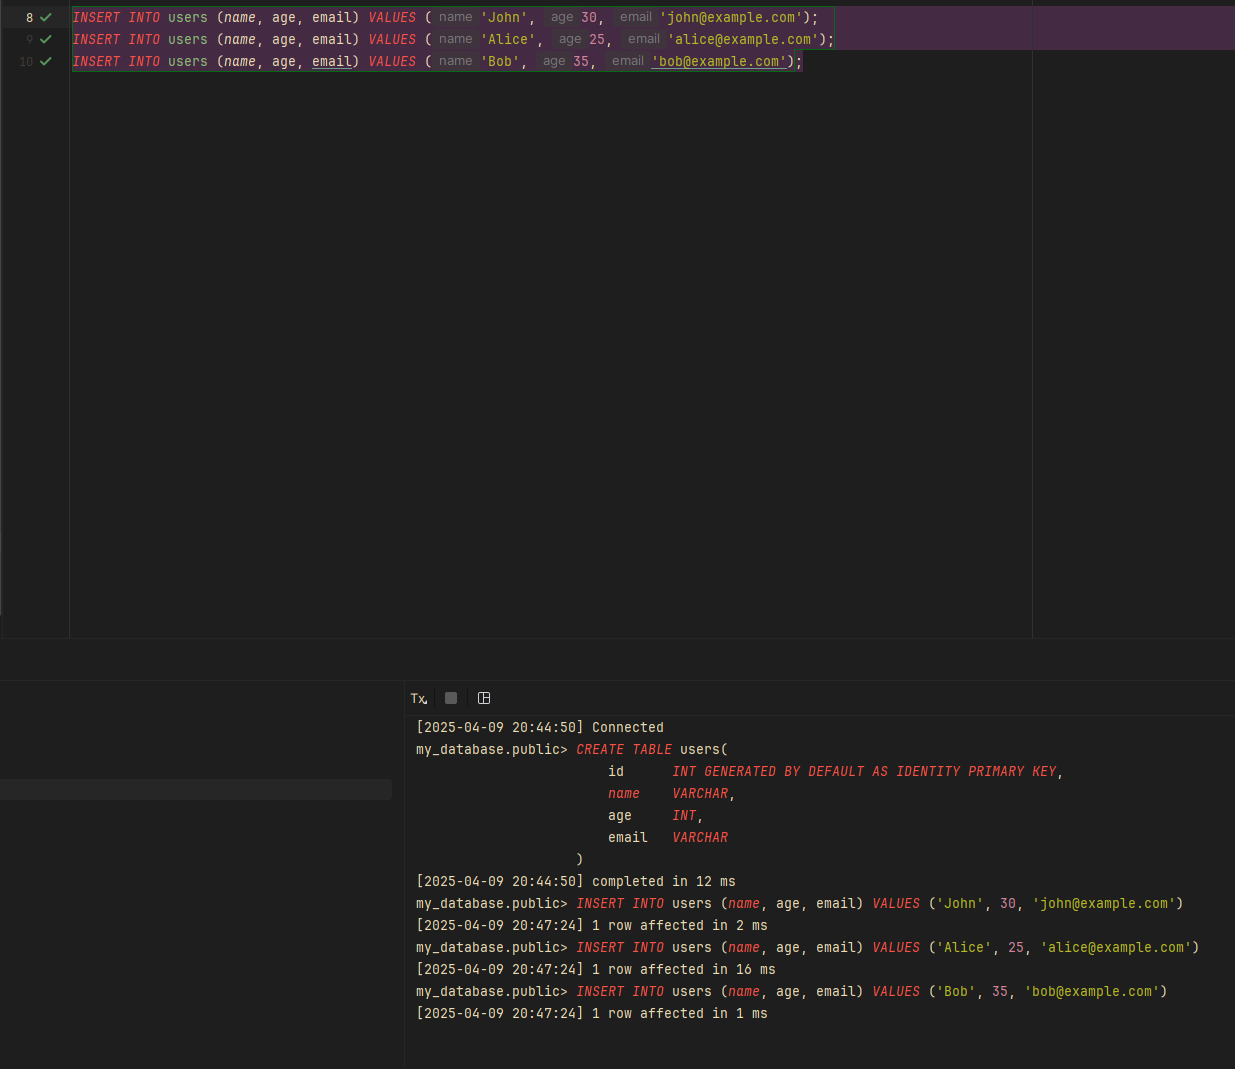 8 INSERT INTO users (name, age, email) VALUES ( name 'John', age 30, email 'john@example.com');
9 INSERT INTO users (name, age, email) VALUES ( name 'Alice', age 25, email 'alice@example.com');
10 INSERT INTO users (name, age, email) VALUES ( name 'Bob', age 35, email 'bob@example.com');
Tx
[2025-04-09 20:44:50] Connected
my_database.public> CREATE TABLE users(
id INT GENERATED BY DEFAULT AS IDENTITY PRIMARY KEY,
name VARCHAR,
age INT,
email VARCHAR
)
[2025-04-09 20:44:50] completed in 12 ms
my_database.public> INSERT INTO users (name, age, email) VALUES ('John', 30, 'john@example.com')
[2025-04-09 20:47:24] 1 row affected in 2 ms
my_database.public> INSERT INTO users (name, age, email) VALUES ('Alice', 25, 'alice@example.com')
[2025-04-09 20:47:24] 1 row affected in 16 ms
my_database.public> INSERT INTO users (name, age, email) VALUES ('Bob', 35, 'bob@example.com')
[2025-04-09 20:47:24] 1 row affected in 1 ms